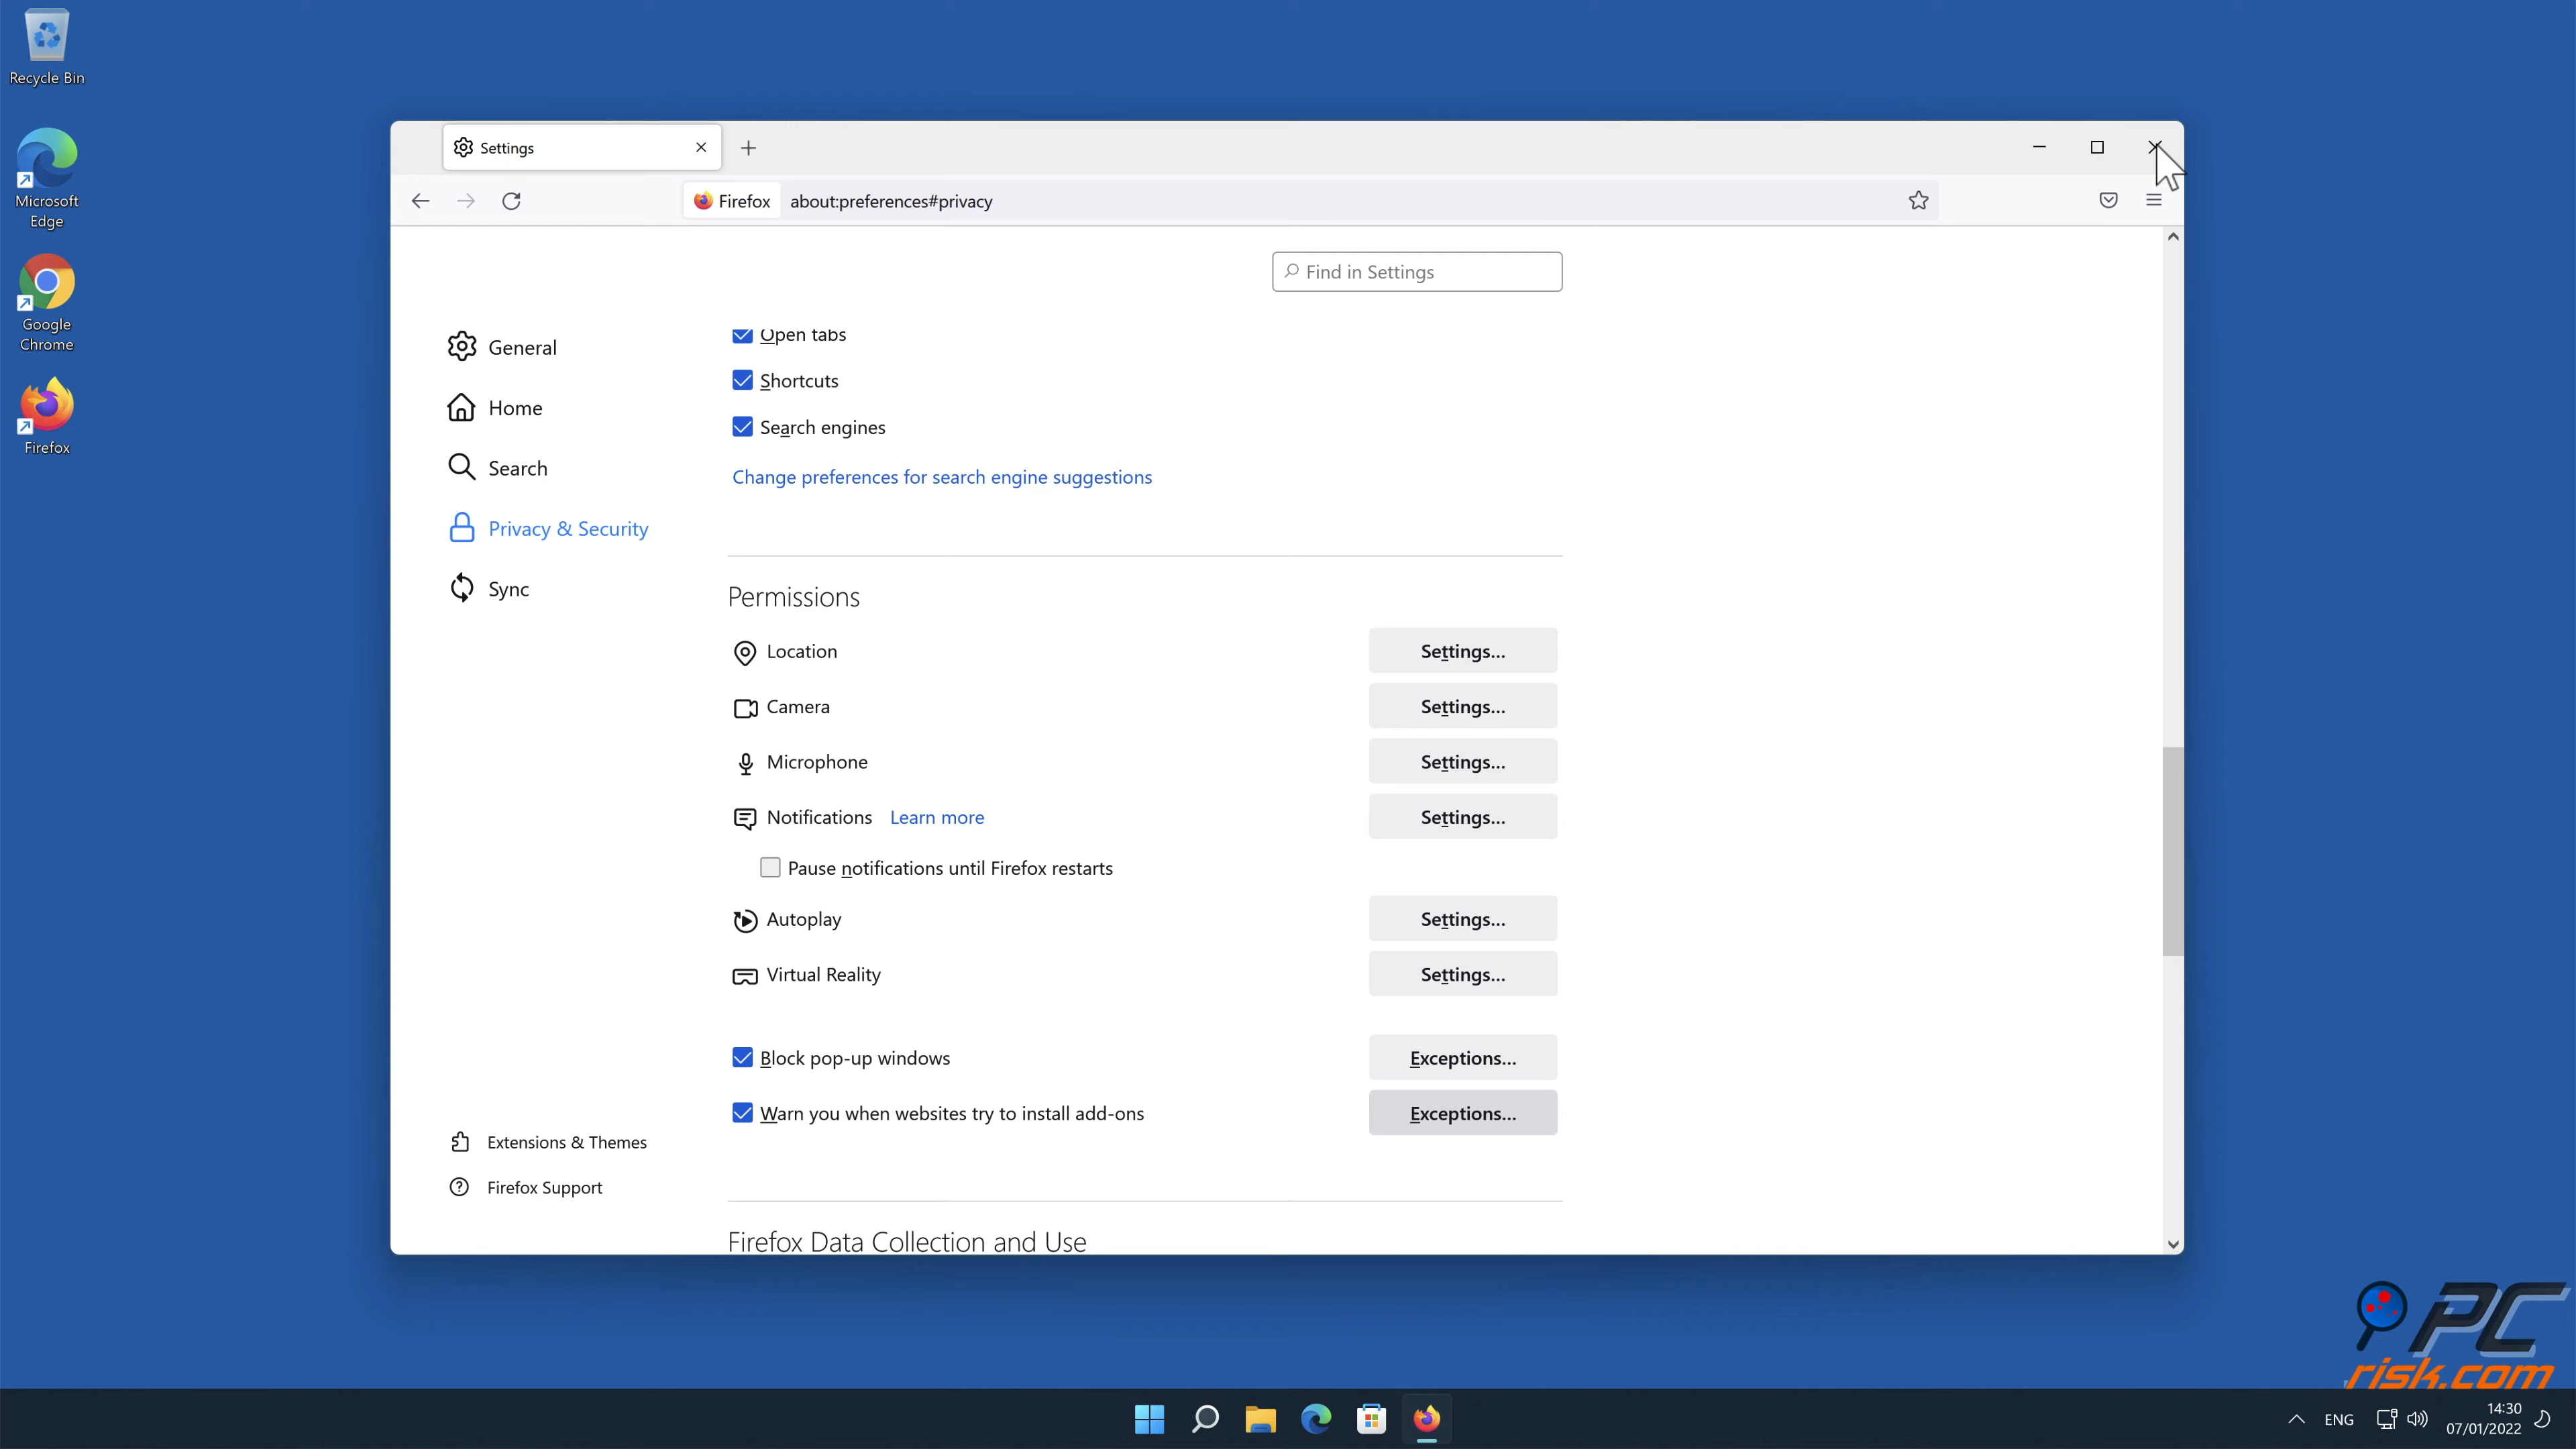 Recycle Bin
Microsoft
Edge
Google
Chrome
Firefox
Settings
Firefox
about:preferences#privacy
Find in Settings
General
Home
Search
Privacy & Security
Sync
Extensions & Themes
Firefox Support
Open tabs
Shortcuts
Search engines
Change preferences for search engine suggestions
Permissions
Location Settings...
Camera Settings...
Microphone Settings...
Notifications Learn more Settings...
Pause notifications until Firefox restarts
Autoplay Settings...
Virtual Reality Settings...
Block pop-up windows Exceptions...
Warn you when websites try to install add-ons Exceptions...
Firefox Data Collection and Use
PC
risk.com
ENG
14:30
07/01/2022